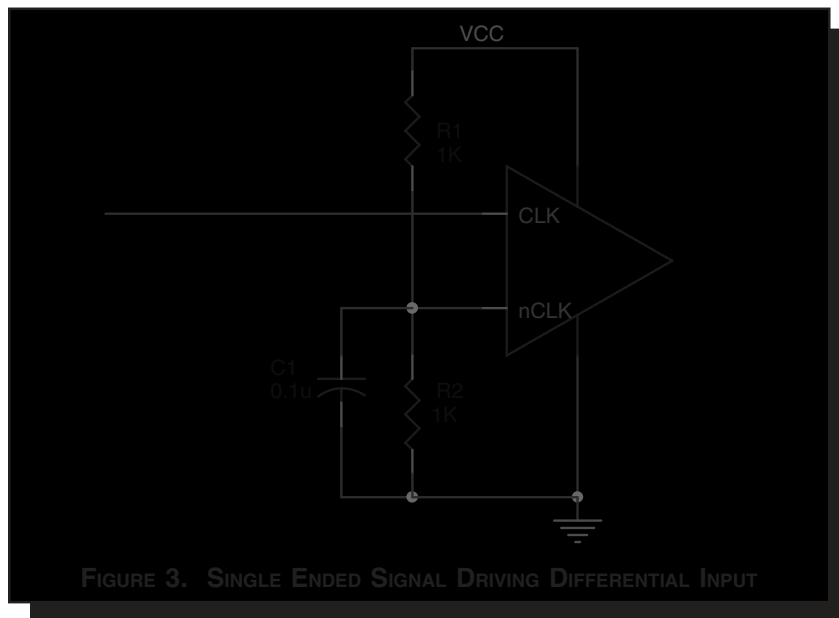 VCC
R1
1K
CLK
nCLK
C1
0.1u
R2
1K
FIGURE 3. SINGLE ENDED SIGNAL DRIVING DIFFERENTIAL INPUT